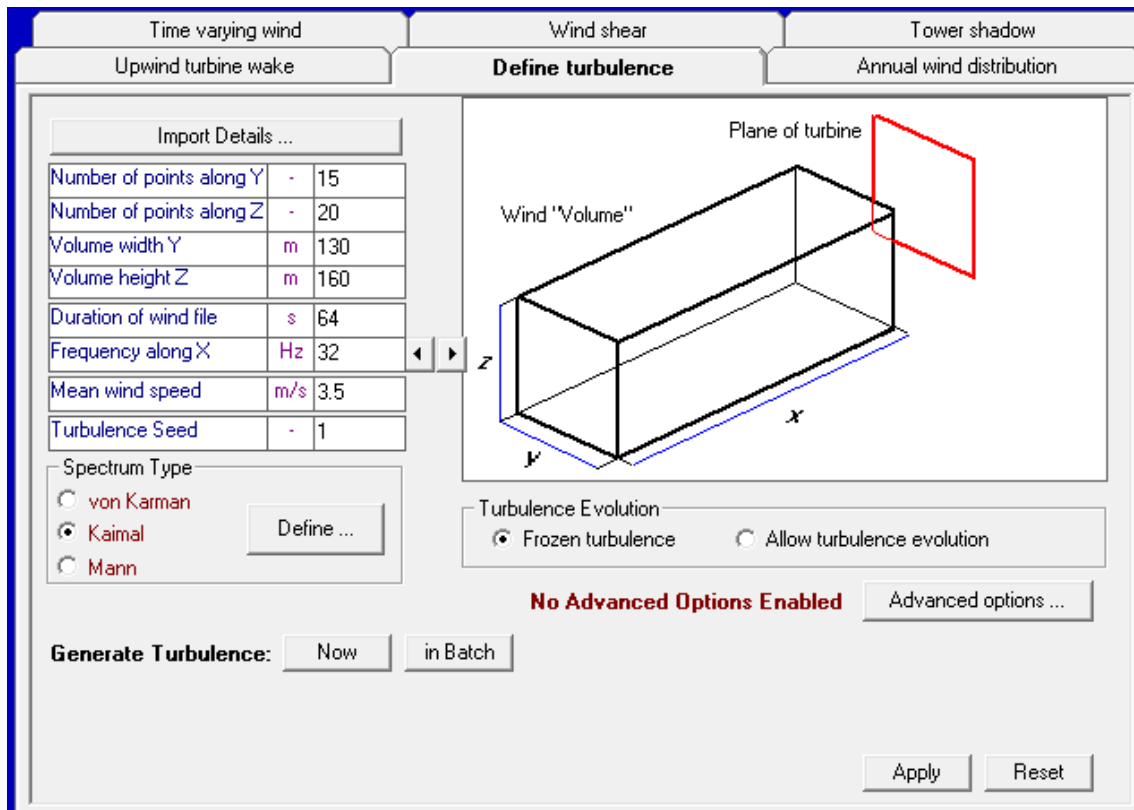 Time varying wind Wind shear Tower shadow
Upwind turbine wake Define turbulence Annual wind distribution
Import Details ...
Number of points along Y - 15
Number of points along Z - 20
Volume width Y m 130
Volume height Z m 160
Duration of wind file s 64
Frequency along X Hz 32
Mean wind speed m/s 3.5
Turbulence Seed - 1
Spectrum Type
von Karman
Kaimal
Mann
Define ...
Plane of turbine
Wind "Volume"
z
x
y
Turbulence Evolution
Frozen turbulence Allow turbulence evolution
No Advanced Options Enabled Advanced options ...
Generate Turbulence: Now in Batch
Apply Reset